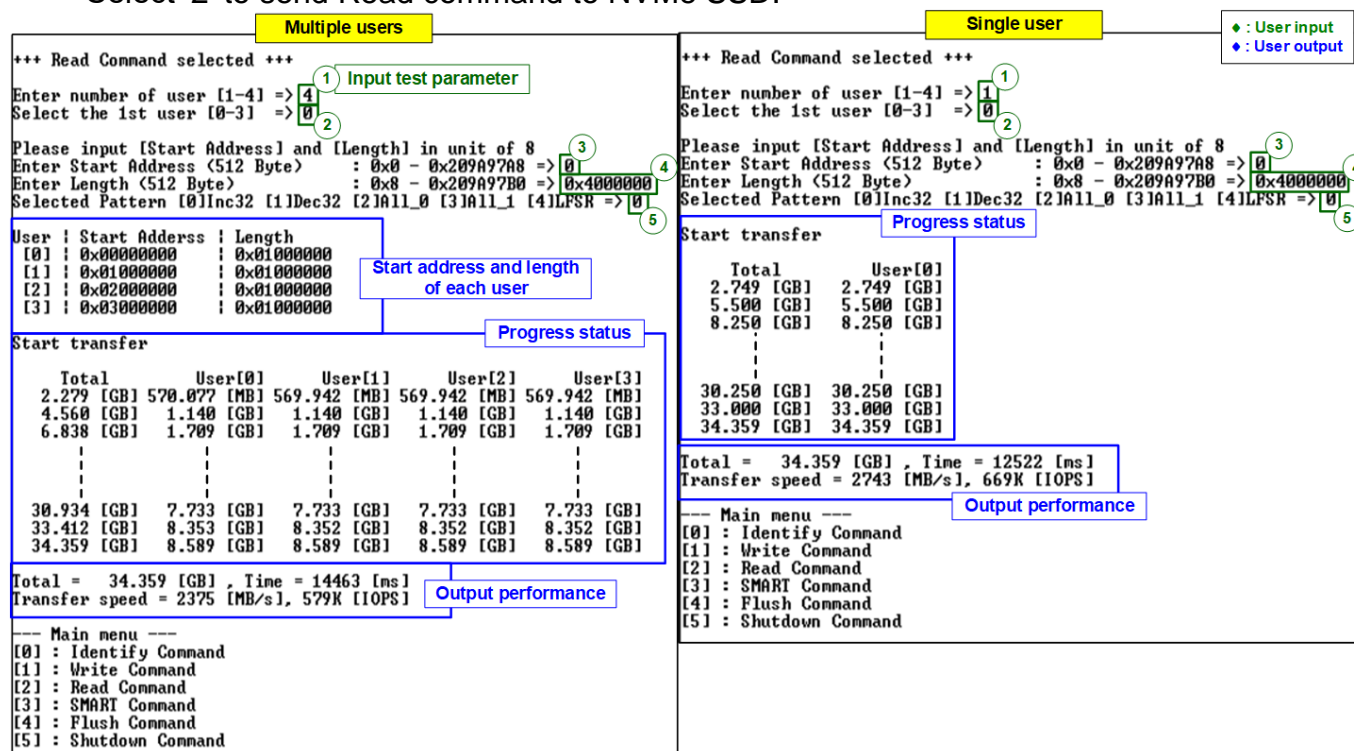 Select '2' to send Read command to NVMe SSD.
Multiple users
+++ Read Command selected +++
1 Input test parameter
Enter number of user [1-4] => 4
Select the 1st user [0-3] => 0
2
Please input [Start Address] and [Length] in unit of 8
3
Enter Start Address (512 Byte) : 0x0 - 0x209A97A8 => 0
4
Enter Length (512 Byte) : 0x8 - 0x209A97B0 => 0x4000000
Selected Pattern [0]Inc32 [1]Dec32 [2]All_0 [3]All_1 [4]LFSR => 0
5
User | Start Adderss | Length
[0] | 0x00000000 | 0x01000000
[1] | 0x01000000 | 0x01000000
[2] | 0x02000000 | 0x01000000
[3] | 0x03000000 | 0x01000000
Start address and length
of each user
Progress status
Start transfer
Total User[0] User[1] User[2] User[3]
2.279 [GB] 570.077 [MB] 569.942 [MB] 569.942 [MB] 569.942 [MB]
4.560 [GB] 1.140 [GB] 1.140 [GB] 1.140 [GB] 1.140 [GB]
6.838 [GB] 1.709 [GB] 1.709 [GB] 1.709 [GB] 1.709 [GB]
30.934 [GB] 7.733 [GB] 7.733 [GB] 7.733 [GB] 7.733 [GB]
33.412 [GB] 8.353 [GB] 8.352 [GB] 8.352 [GB] 8.352 [GB]
34.359 [GB] 8.589 [GB] 8.589 [GB] 8.589 [GB] 8.589 [GB]
Total = 34.359 [GB] , Time = 14463 [ms]
Transfer speed = 2375 [MB/s], 579K [IOPS]
Output performance
--- Main menu ---
[0] : Identify Command
[1] : Write Command
[2] : Read Command
[3] : SMART Command
[4] : Flush Command
[5] : Shutdown Command
Single user
♦ : User input
♦ : User output
+++ Read Command selected +++
1
Enter number of user [1-4] => 1
Select the 1st user [0-3] => 0
2
Please input [Start Address] and [Length] in unit of 8
3
Enter Start Address (512 Byte) : 0x0 - 0x209A97A8 => 0
Enter Length (512 Byte) : 0x8 - 0x209A97B0 => 0x4000000
Selected Pattern [0]Inc32 [1]Dec32 [2]All_0 [3]All_1 [4]LFSR => 0
5
Progress status
Start transfer
Total User[0]
2.749 [GB] 2.749 [GB]
5.500 [GB] 5.500 [GB]
8.250 [GB] 8.250 [GB]
30.250 [GB] 30.250 [GB]
33.000 [GB] 33.000 [GB]
34.359 [GB] 34.359 [GB]
Total = 34.359 [GB] , Time = 12522 [ms]
Transfer speed = 2743 [MB/s], 669K [IOPS]
Output performance
--- Main menu ---
[0] : Identify Command
[1] : Write Command
[2] : Read Command
[3] : SMART Command
[4] : Flush Command
[5] : Shutdown Command